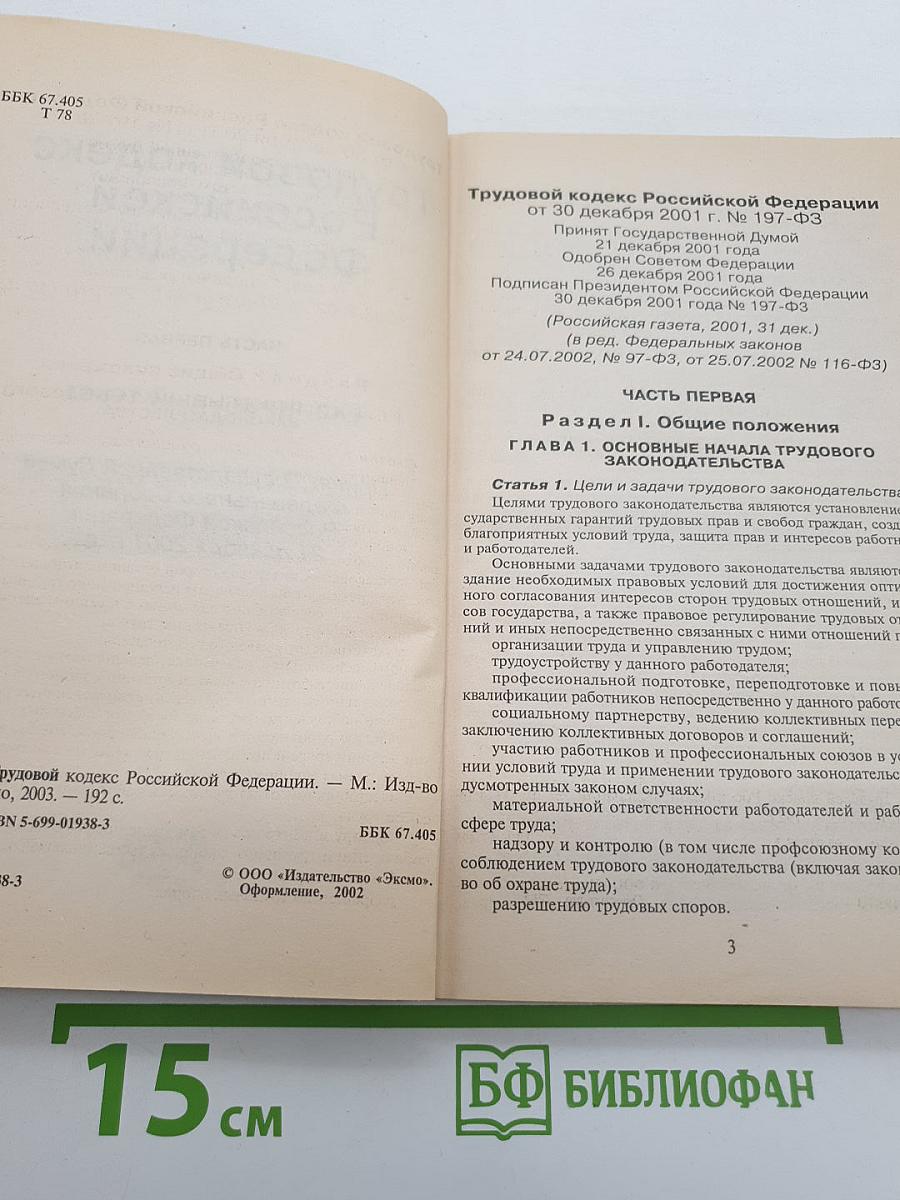 ББК 67.405
Т 78
рудовой кодекс Российской Федерации. — М.: Изд-во
о, 2003. — 192 с.
BN 5-699-01938-3
ББК 67.405
38-3
© ООО «Издательство «Эксмо».
Оформление, 2002
Трудовой кодекс Российской Федерации
от 30 декабря 2001 г. № 197-ФЗ
Принят Государственной Думой
21 декабря 2001 года
Одобрен Советом Федерации
26 декабря 2001 года
Подписан Президентом Российской Федерации
30 декабря 2001 года № 197-ФЗ
(Российская газета, 2001, 31 дек.)
(в ред. Федеральных законов
от 24.07.2002, № 97-ФЗ, от 25.07.2002 № 116-ФЗ)
ЧАСТЬ ПЕРВАЯ
Раздел I. Общие положения
ГЛАВА 1. ОСНОВНЫЕ НАЧАЛА ТРУДОВОГО
ЗАКОНОДАТЕЛЬСТВА
Статья 1. Цели и задачи трудового законодательства
Целями трудового законодательства являются установление
сударственных гарантий трудовых прав и свобод граждан, созд
благоприятных условий труда, защита прав и интересов работн
и работодателей.
Основными задачами трудового законодательства являютс
здание необходимых правовых условий для достижения опти
ного согласования интересов сторон трудовых отношений, и
сов государства, а также правовое регулирование трудовых от
ний и иных непосредственно связанных с ними отношений п
организации труда и управлению трудом;
трудоустройству у данного работодателя;
профессиональной подготовке, переподготовке и повы
квалификации работников непосредственно у данного работо
социальному партнерству, ведению коллективных пере
заключению коллективных договоров и соглашений;
участию работников и профессиональных союзов в ус
нии условий труда и применении трудового законодательс
дусмотренных законом случаях;
материальной ответственности работодателей и раб
сфере труда;
надзору и контролю (в том числе профсоюзному ко
соблюдением трудового законодательства (включая закон
во об охране труда);
разрешению трудовых споров.
3
15 см
БФ БИБЛИОФАН